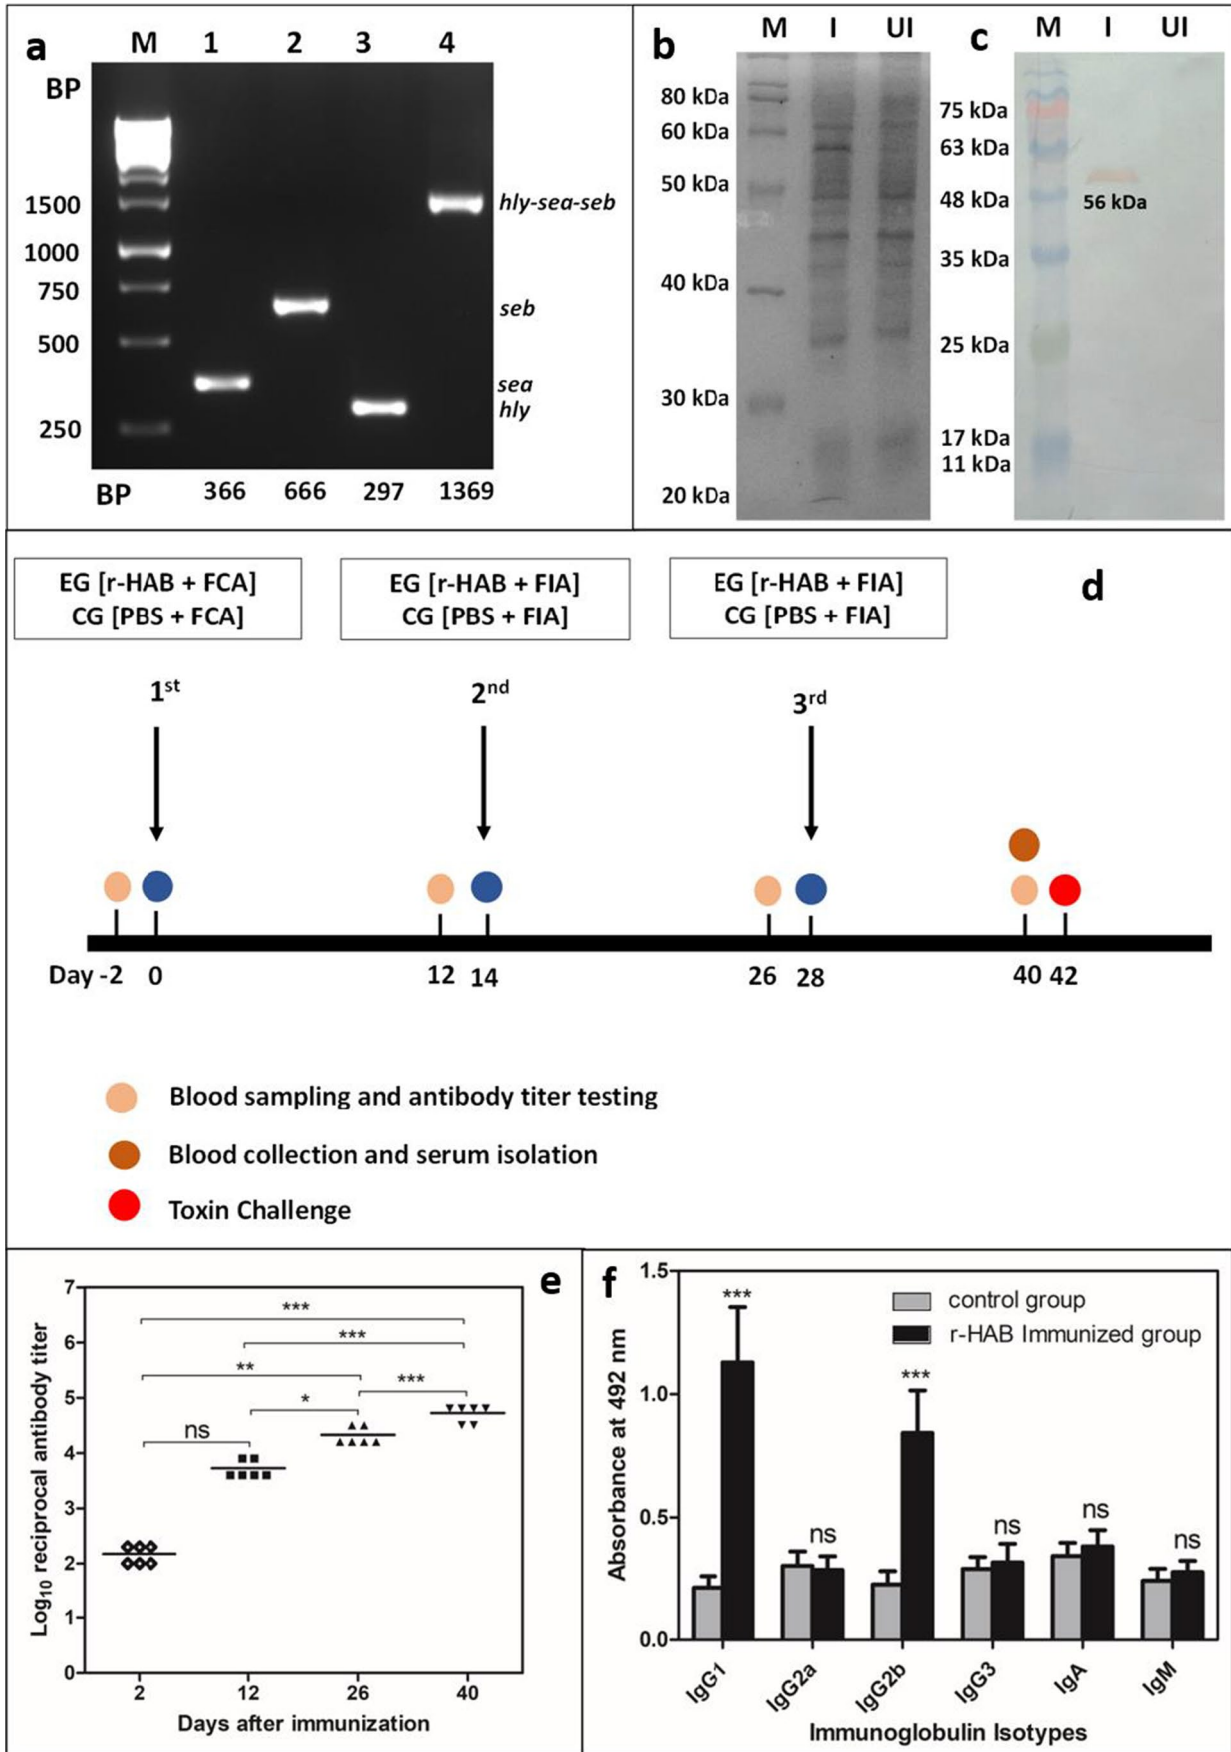 a
M 1 2 3 4
BP
1500
1000
750
500
250
hly-sea-seb
seb
sea
hly
BP 366 666 297 1369
b
M I UI
80 kDa
60 kDa
50 kDa
40 kDa
30 kDa
20 kDa
c
M I UI
75 kDa
63 kDa
48 kDa
35 kDa
25 kDa
17 kDa
11 kDa
56 kDa
d
EG [r-HAB + FCA]
CG [PBS + FCA]
EG [r-HAB + FIA]
CG [PBS + FIA]
EG [r-HAB + FIA]
CG [PBS + FIA]
1st
2nd
3rd
Day -2 0 12 14 26 28 40 42
Blood sampling and antibody titer testing
Blood collection and serum isolation
Toxin Challenge
e
7
6
5
4
3
2
1
0
Log10 reciprocal antibody titer
***
***
**
***
*
ns
2 12 26 40
Days after immunization
f
1.5
1.0
0.5
0.0
Absorbance at 492 nm
control group
r-HAB Immunized group
***
ns
***
ns
ns
ns
IgG1 IgG2a IgG2b IgG3 IgA IgM
Immunoglobulin Isotypes